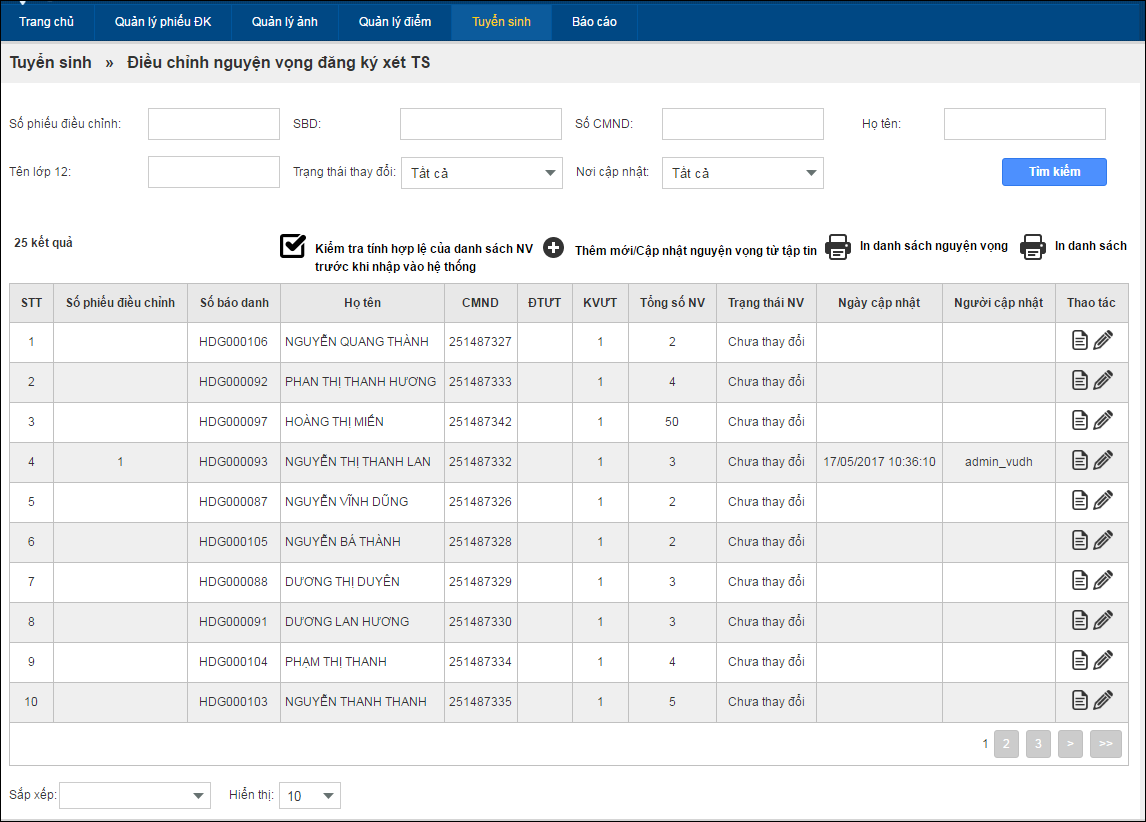 Trang chủ Quản lý phiếu ĐK Quản lý ảnh Quản lý điểm Tuyển sinh Báo cáo
Tuyển sinh » Điều chỉnh nguyện vọng đăng ký xét TS
Số phiếu điều chỉnh: SBD: Số CMND: Họ tên:
Tên lớp 12: Trạng thái thay đổi: Tất cả Nơi cập nhật: Tất cả Tìm kiếm
25 kết quả Kiểm tra tính hợp lệ của danh sách NV Thêm mới/Cập nhật nguyện vọng từ tập tin In danh sách nguyện vọng In danh sách
trước khi nhập vào hệ thống
STT Số phiếu điều chỉnh Số báo danh Họ tên CMND ĐTƯT KVƯT Tổng số NV Trạng thái NV Ngày cập nhật Người cập nhật Thao tác
1 HDG000106 NGUYỄN QUANG THÀNH 251487327 1 2 Chưa thay đổi
2 HDG000092 PHAN THỊ THANH HƯƠNG 251487333 1 4 Chưa thay đổi
3 HDG000097 HOÀNG THỊ MIẾN 251487342 1 50 Chưa thay đổi
4 1 HDG000093 NGUYỄN THỊ THANH LAN 251487332 1 3 Chưa thay đổi 17/05/2017 10:36:10 admin_vudh
5 HDG000087 NGUYỄN VĨNH DŨNG 251487326 1 2 Chưa thay đổi
6 HDG000105 NGUYỄN BÁ THÀNH 251487328 1 2 Chưa thay đổi
7 HDG000088 DƯƠNG THỊ DUYÊN 251487329 1 3 Chưa thay đổi
8 HDG000091 DƯƠNG LAN HƯƠNG 251487330 1 3 Chưa thay đổi
9 HDG000104 PHẠM THỊ THANH 251487334 1 4 Chưa thay đổi
10 HDG000103 NGUYỄN THANH THANH 251487335 1 5 Chưa thay đổi
1 2 3 > >>
Sắp xếp: Hiển thị: 10